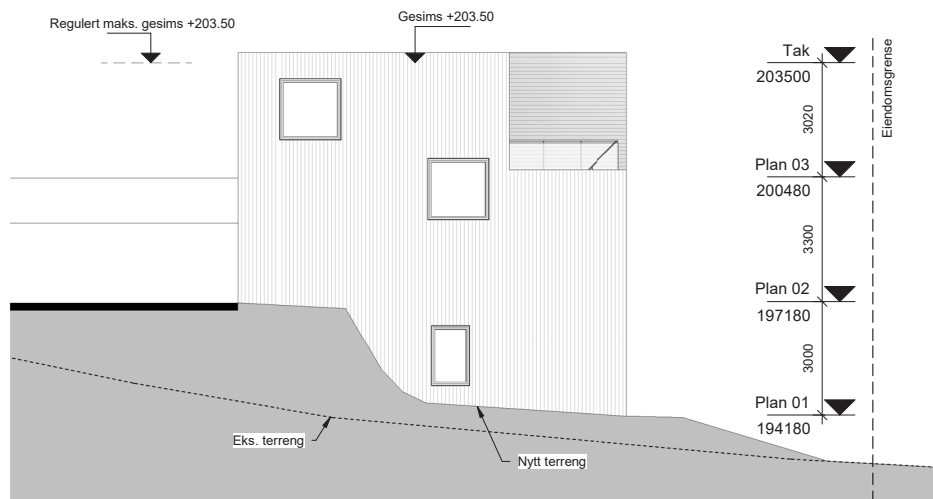 Regulert maks. gesims +203.50
Gesims +203.50
Tak
203500
Eiendomsgrense
3020
Plan 03
200480
3300
Plan 02
197180
3000
Plan 01
194180
Eks. terreng
Nytt terreng